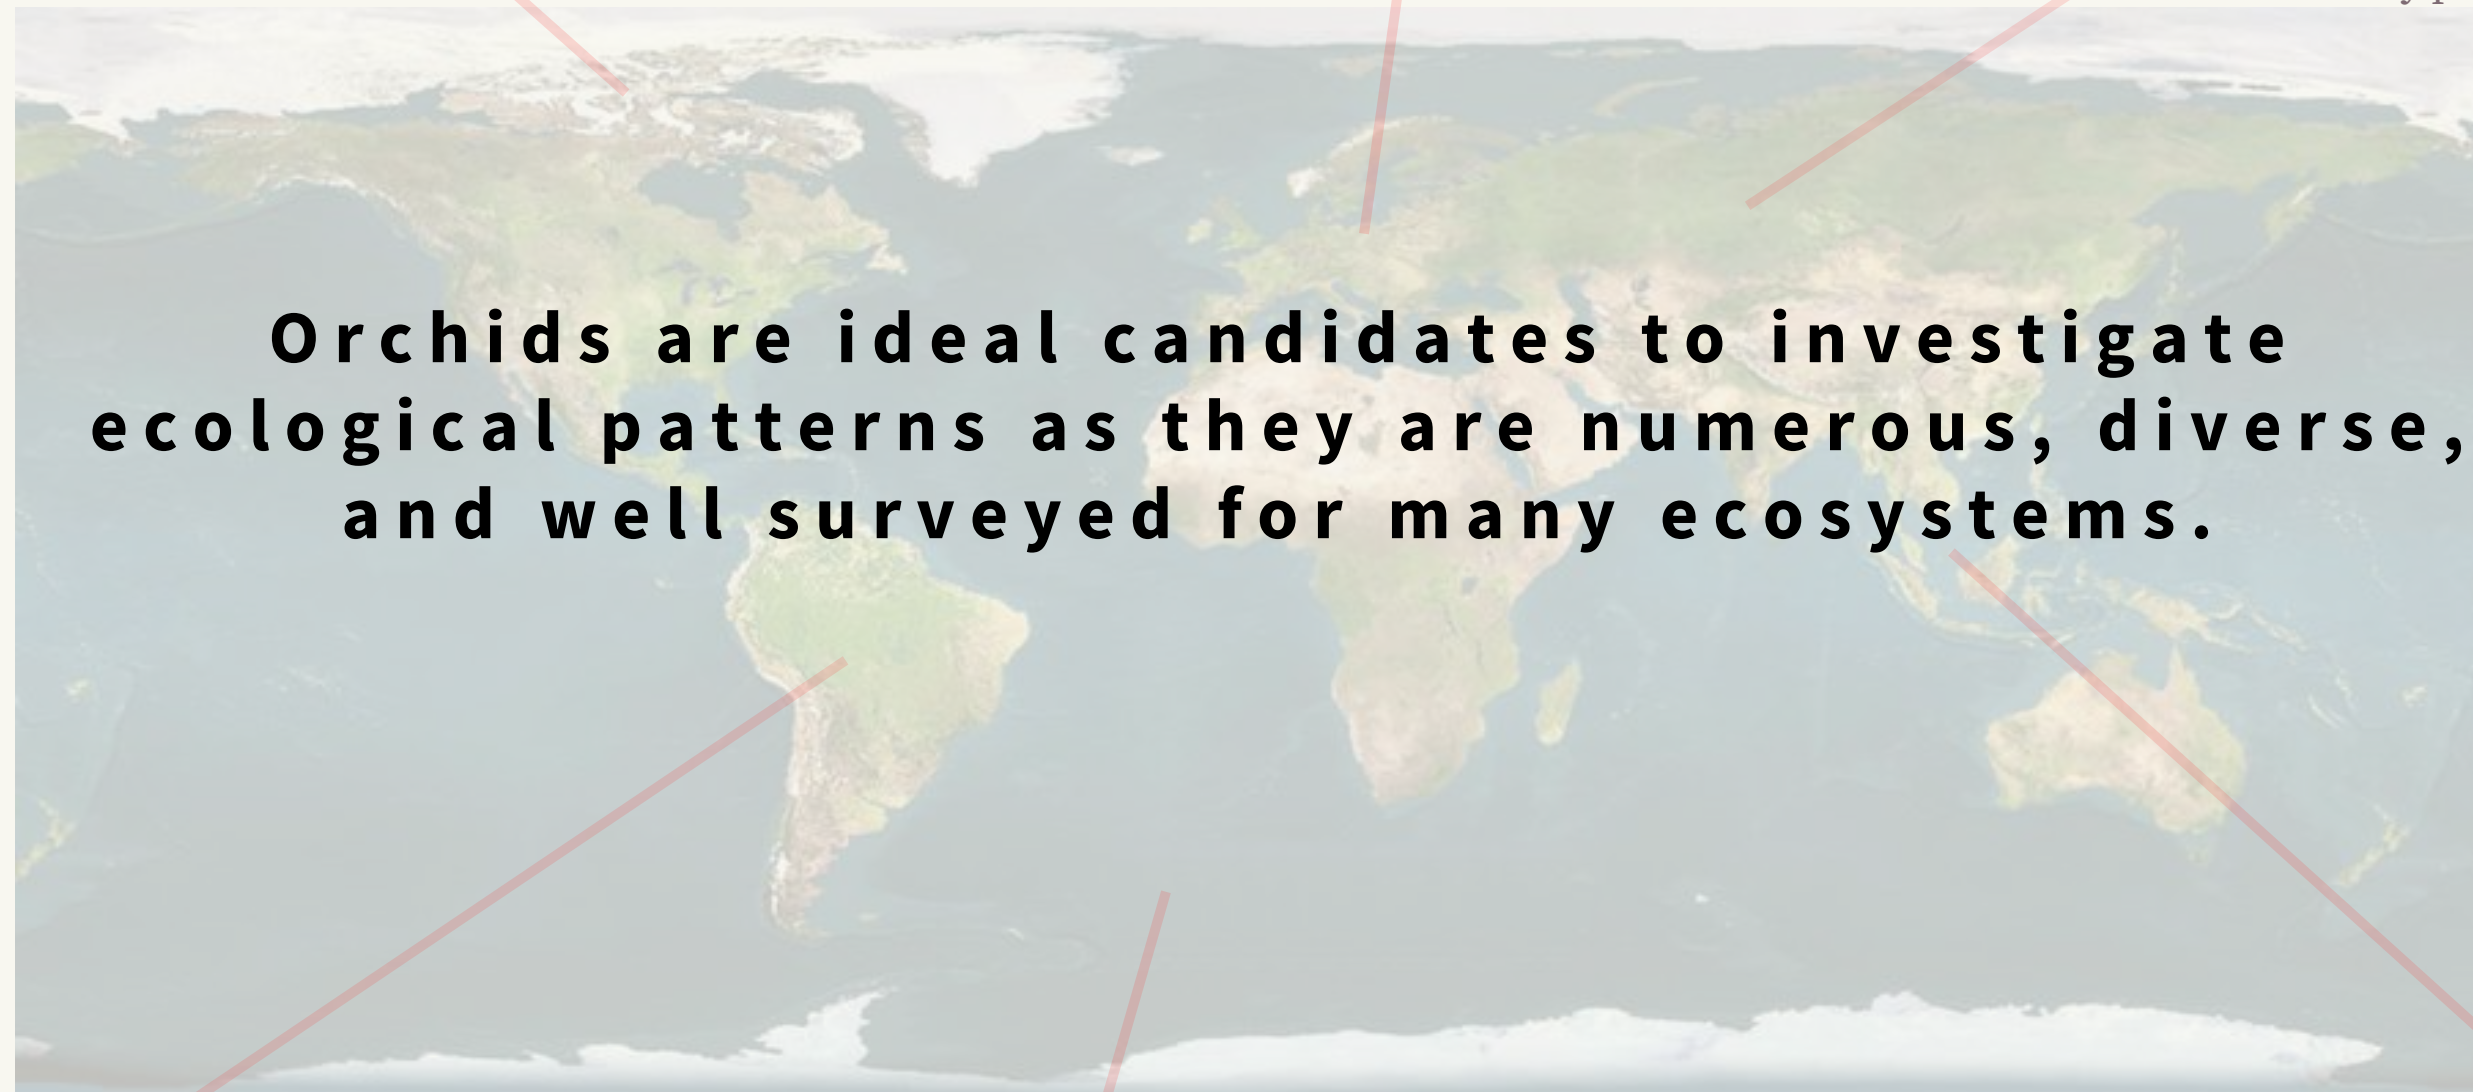 Orchids are ideal candidates to investigate
ecological patterns as they are numerous, diverse,
and well surveyed for many ecosystems.